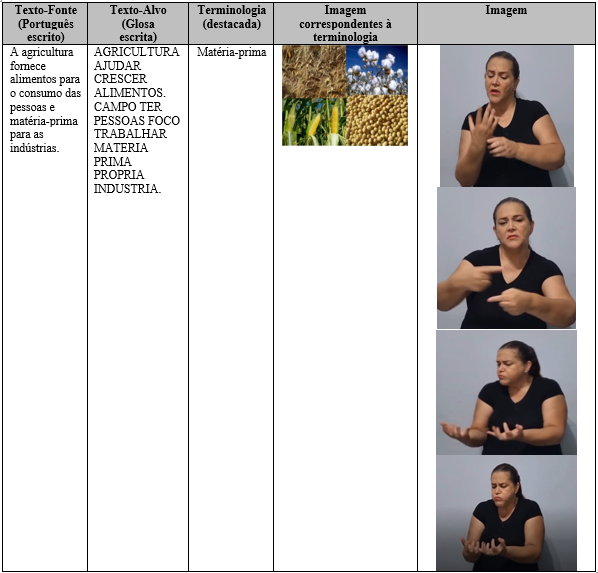 Texto-Fonte
(Português
escrito)
Texto-Alvo
(Glosa
escrita)
Terminologia
(destacada)
Imagem
correspondentes à
terminologia
Imagem
A agricultura
fornece
alimentos para
o consumo das
pessoas e
matéria-prima
para as
indústrias.
AGRICULTURA
AJUDAR
CRESCER
ALIMENTOS.
CAMPO TER
PESSOAS FOCO
TRABALHAR
MATERIA
PRIMA
PROPRIA
INDUSTRIA.
Matéria-prima